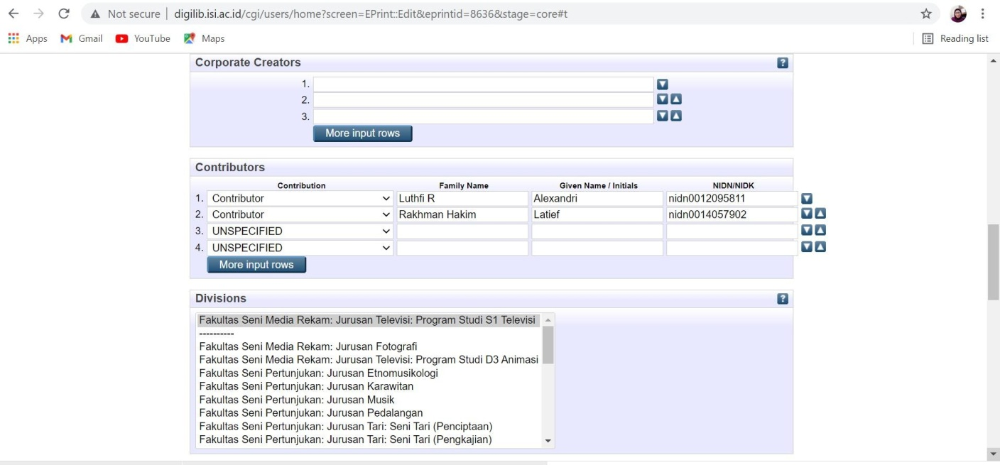 Not secure digilib.isi.ac.id/cgi/users/home?screen=EPrint::Edit&eprintid=8636&stage=core#t
Apps Gmail YouTube Maps Reading list
Corporate Creators ?
1.
2.
3.
More input rows
Contributors
Contribution Family Name Given Name / Initials NIDN/NIDK
1. Contributor Luthfi R Alexandri nidn0012095811
2. Contributor Rakhman Hakim Latief nidn0014057902
3. UNSPECIFIED
4. UNSPECIFIED
More input rows
Divisions ?
Fakultas Seni Media Rekam: Jurusan Televisi: Program Studi S1 Televisi
----------
Fakultas Seni Media Rekam: Jurusan Fotografi
Fakultas Seni Media Rekam: Jurusan Televisi: Program Studi D3 Animasi
Fakultas Seni Pertunjukan: Jurusan Etnomusikologi
Fakultas Seni Pertunjukan: Jurusan Karawitan
Fakultas Seni Pertunjukan: Jurusan Musik
Fakultas Seni Pertunjukan: Jurusan Pedalangan
Fakultas Seni Pertunjukan: Jurusan Tari: Seni Tari (Penciptaan)
Fakultas Seni Pertunjukan: Jurusan Tari: Seni Tari (Pengkajian)